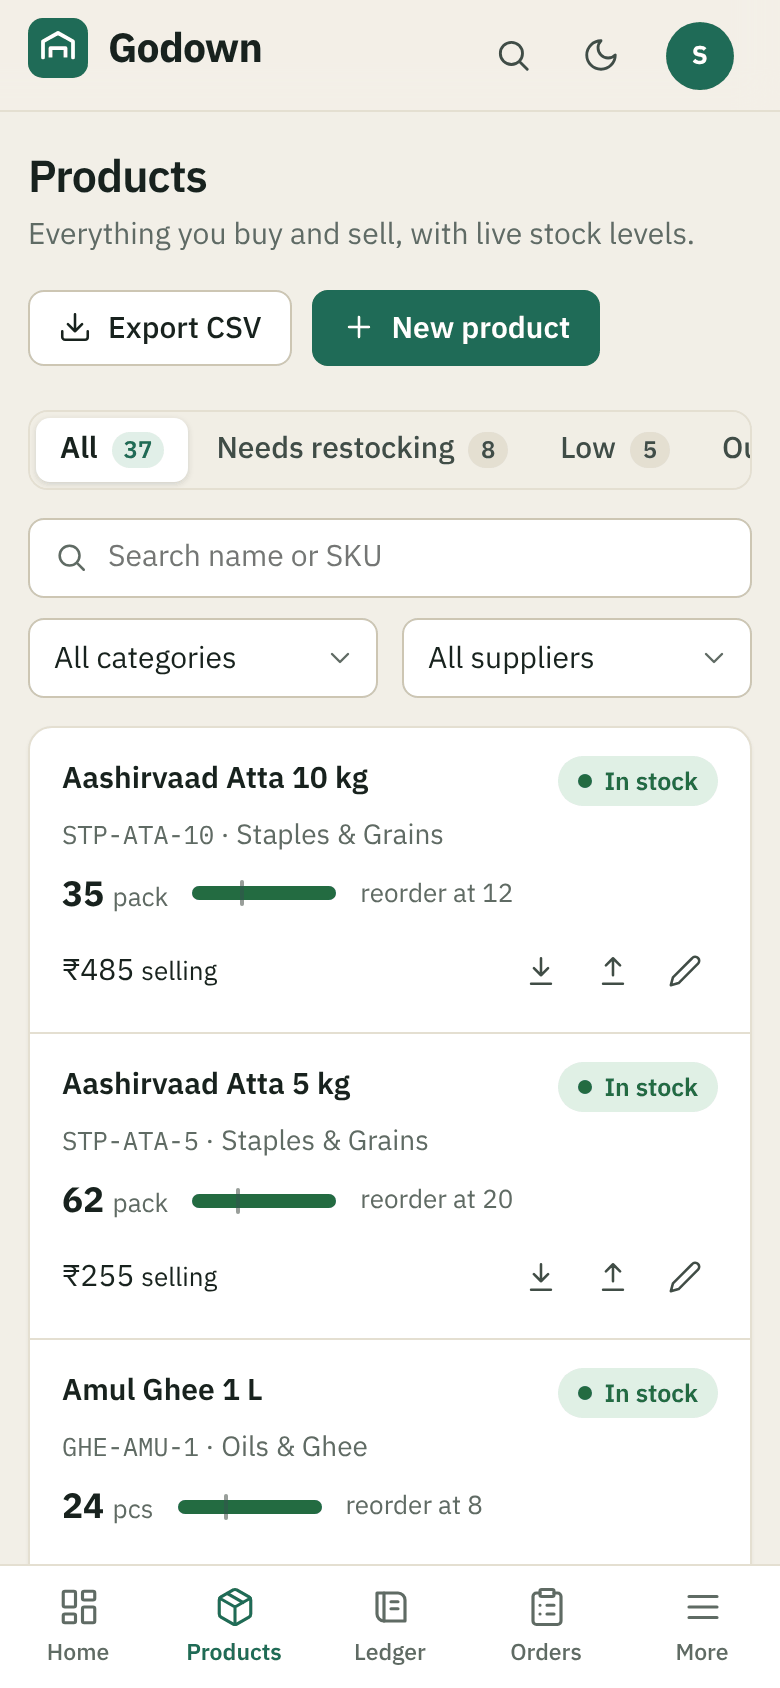 Godown
S
Products
Everything you buy and sell, with live stock levels.
Export CSV
New product
All 37 Needs restocking 8 Low 5
Search name or SKU
All categories
All suppliers
Aashirvaad Atta 10 kg
In stock
STP-ATA-10 · Staples & Grains
35 pack reorder at 12
₹485 selling
Aashirvaad Atta 5 kg
In stock
STP-ATA-5 · Staples & Grains
62 pack reorder at 20
₹255 selling
Amul Ghee 1 L
In stock
GHE-AMU-1 · Oils & Ghee
24 pcs reorder at 8
Home Products Ledger Orders More